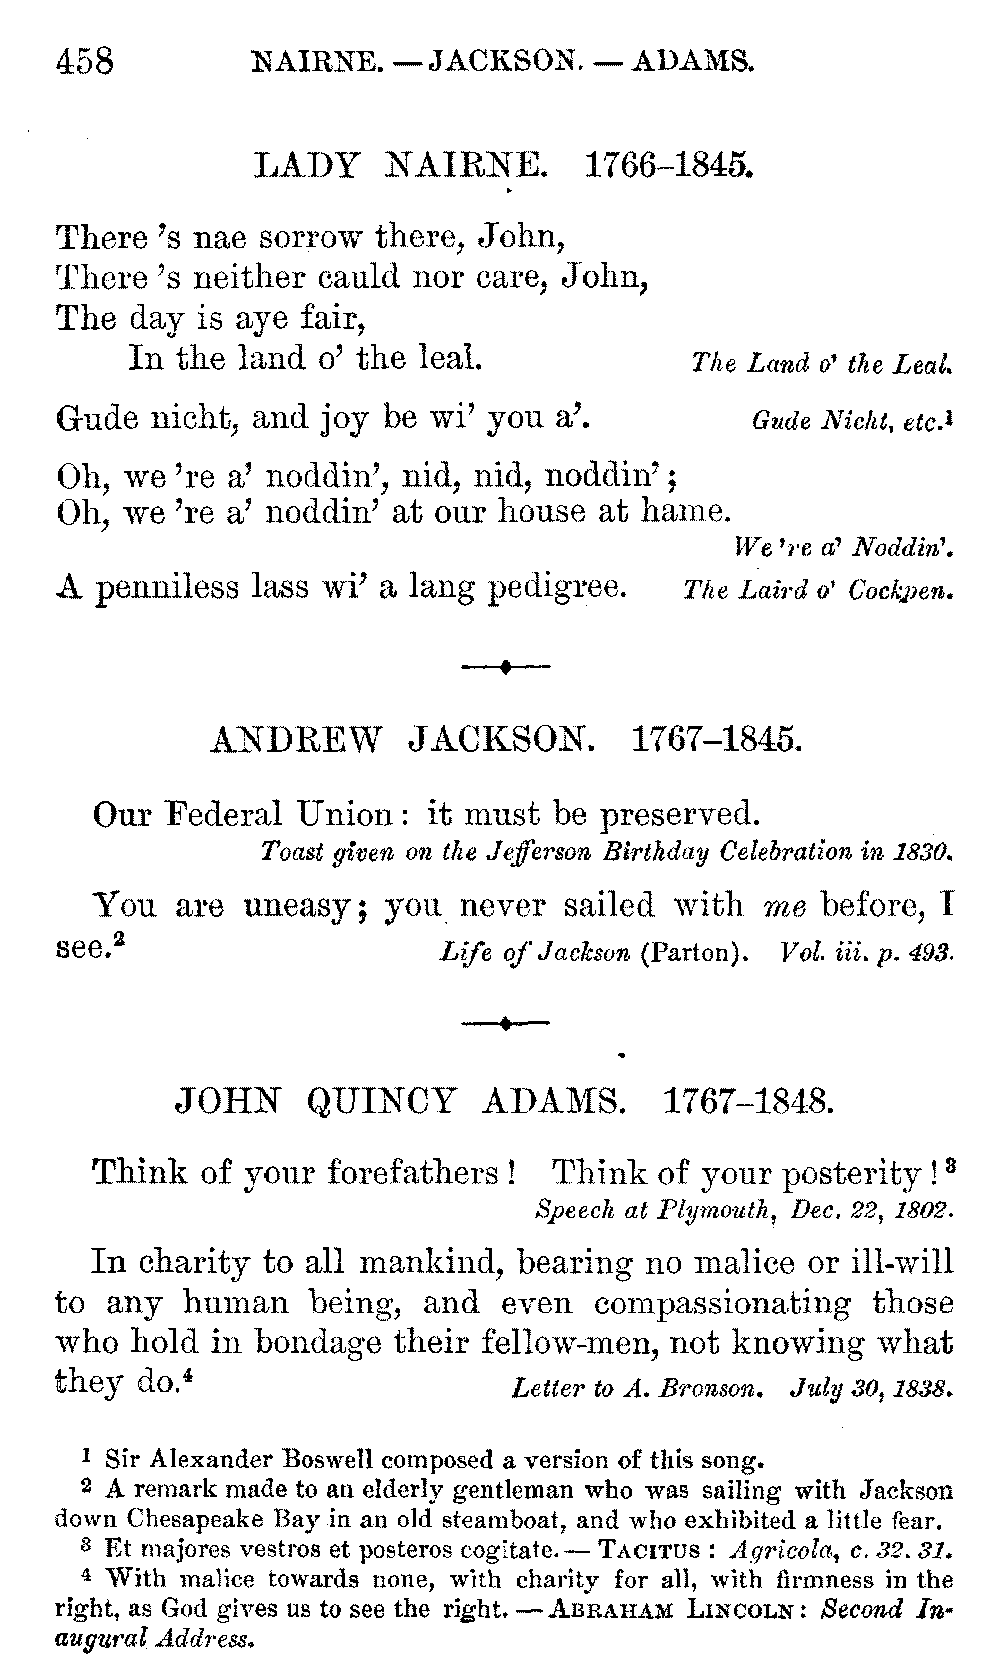 458 NAIRNE. — JACKSON. — ADAMS.
LADY NAIRNE. 1766–1845.
There 's nae sorrow there, John,
There 's neither cauld nor care, John,
The day is aye fair,
In the land o' the leal. The Land o' the Leal.
Gude nicht, and joy be wi' you a'. Gude Nicht, etc.¹
Oh, we 're a' noddin', nid, nid, noddin';
Oh, we 're a' noddin' at our house at hame.
We 're a' Noddin'.
A penniless lass wi' a lang pedigree. The Laird o' Cockpen.
ANDREW JACKSON. 1767–1845.
Our Federal Union: it must be preserved.
Toast given on the Jefferson Birthday Celebration in 1830.
You are uneasy; you never sailed with me before, I
see.² Life of Jackson (Parton). Vol. iii. p. 493.
JOHN QUINCY ADAMS. 1767–1848.
Think of your forefathers! Think of your posterity!³
Speech at Plymouth, Dec. 22, 1802.
In charity to all mankind, bearing no malice or ill-will
to any human being, and even compassionating those
who hold in bondage their fellow-men, not knowing what
they do.⁴ Letter to A. Bronson. July 30, 1838.
¹ Sir Alexander Boswell composed a version of this song.
² A remark made to an elderly gentleman who was sailing with Jackson
down Chesapeake Bay in an old steamboat, and who exhibited a little fear.
³ Et majores vestros et posteros cogitate. — TACITUS: Agricola, c. 32. 31.
⁴ With malice towards none, with charity for all, with firmness in the
right, as God gives us to see the right. — ABRAHAM LINCOLN: Second In-
augural Address.